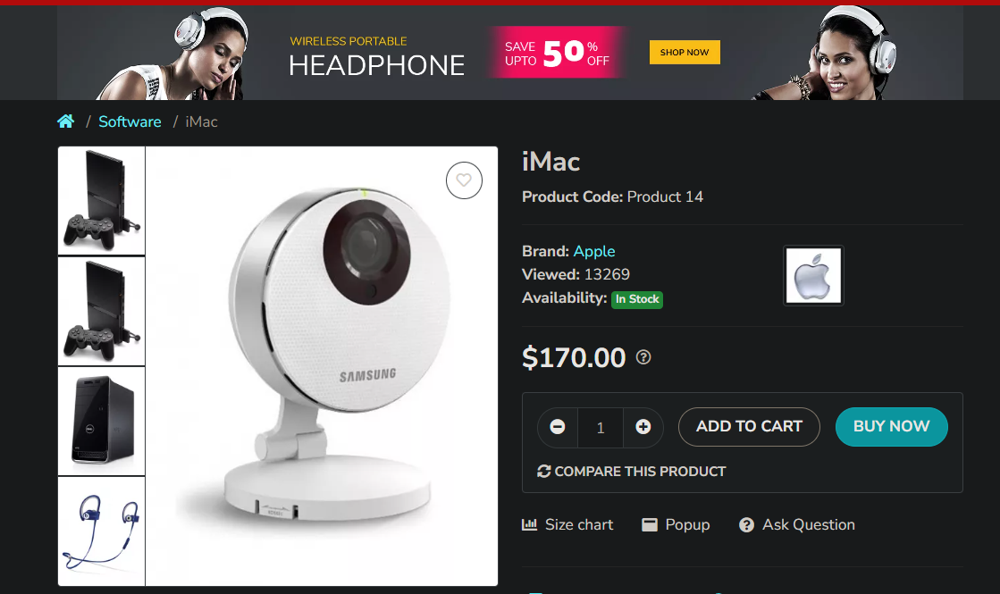 WIRELESS PORTABLE
HEADPHONE
SAVE UPTO 50% OFF
SHOP NOW
/ Software / iMac
SAMSUNG
DELL
iMac
Product Code: Product 14
Brand: Apple
Viewed: 13269
Availability: In Stock
$170.00
1
ADD TO CART
BUY NOW
COMPARE THIS PRODUCT
Size chart
Popup
Ask Question